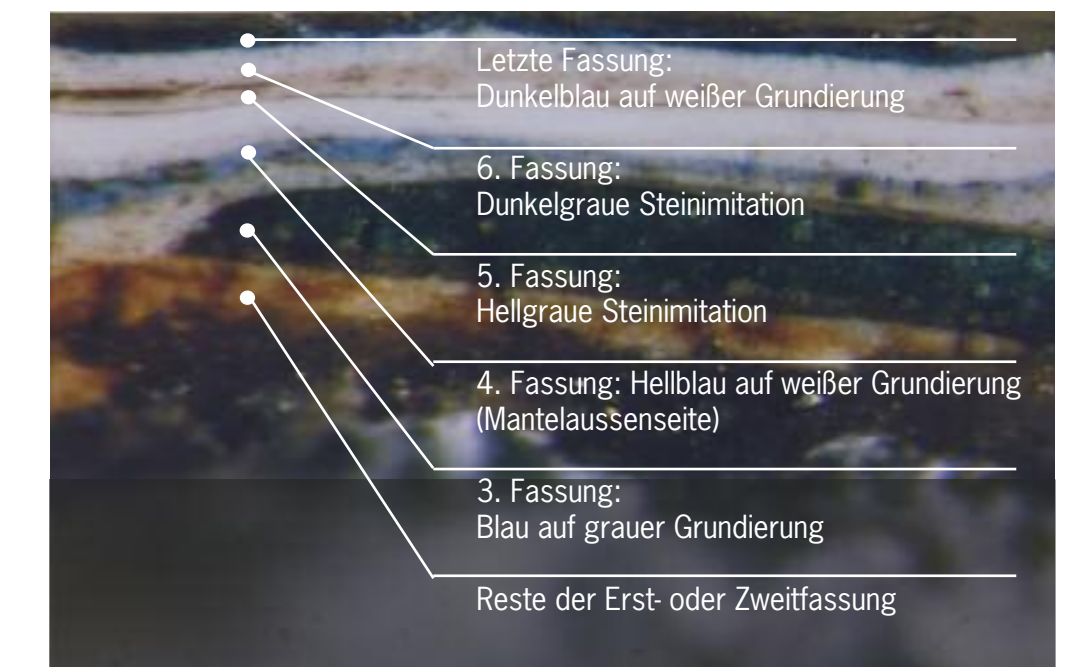 Letzte Fassung:
Dunkelblau auf weißer Grundierung
6. Fassung:
Dunkelgraue Steinimitation
5. Fassung:
Hellgraue Steinimitation
4. Fassung: Hellblau auf weißer Grundierung
(Mantelaussenseite)
3. Fassung:
Blau auf grauer Grundierung
Reste der Erst- oder Zweitfassung